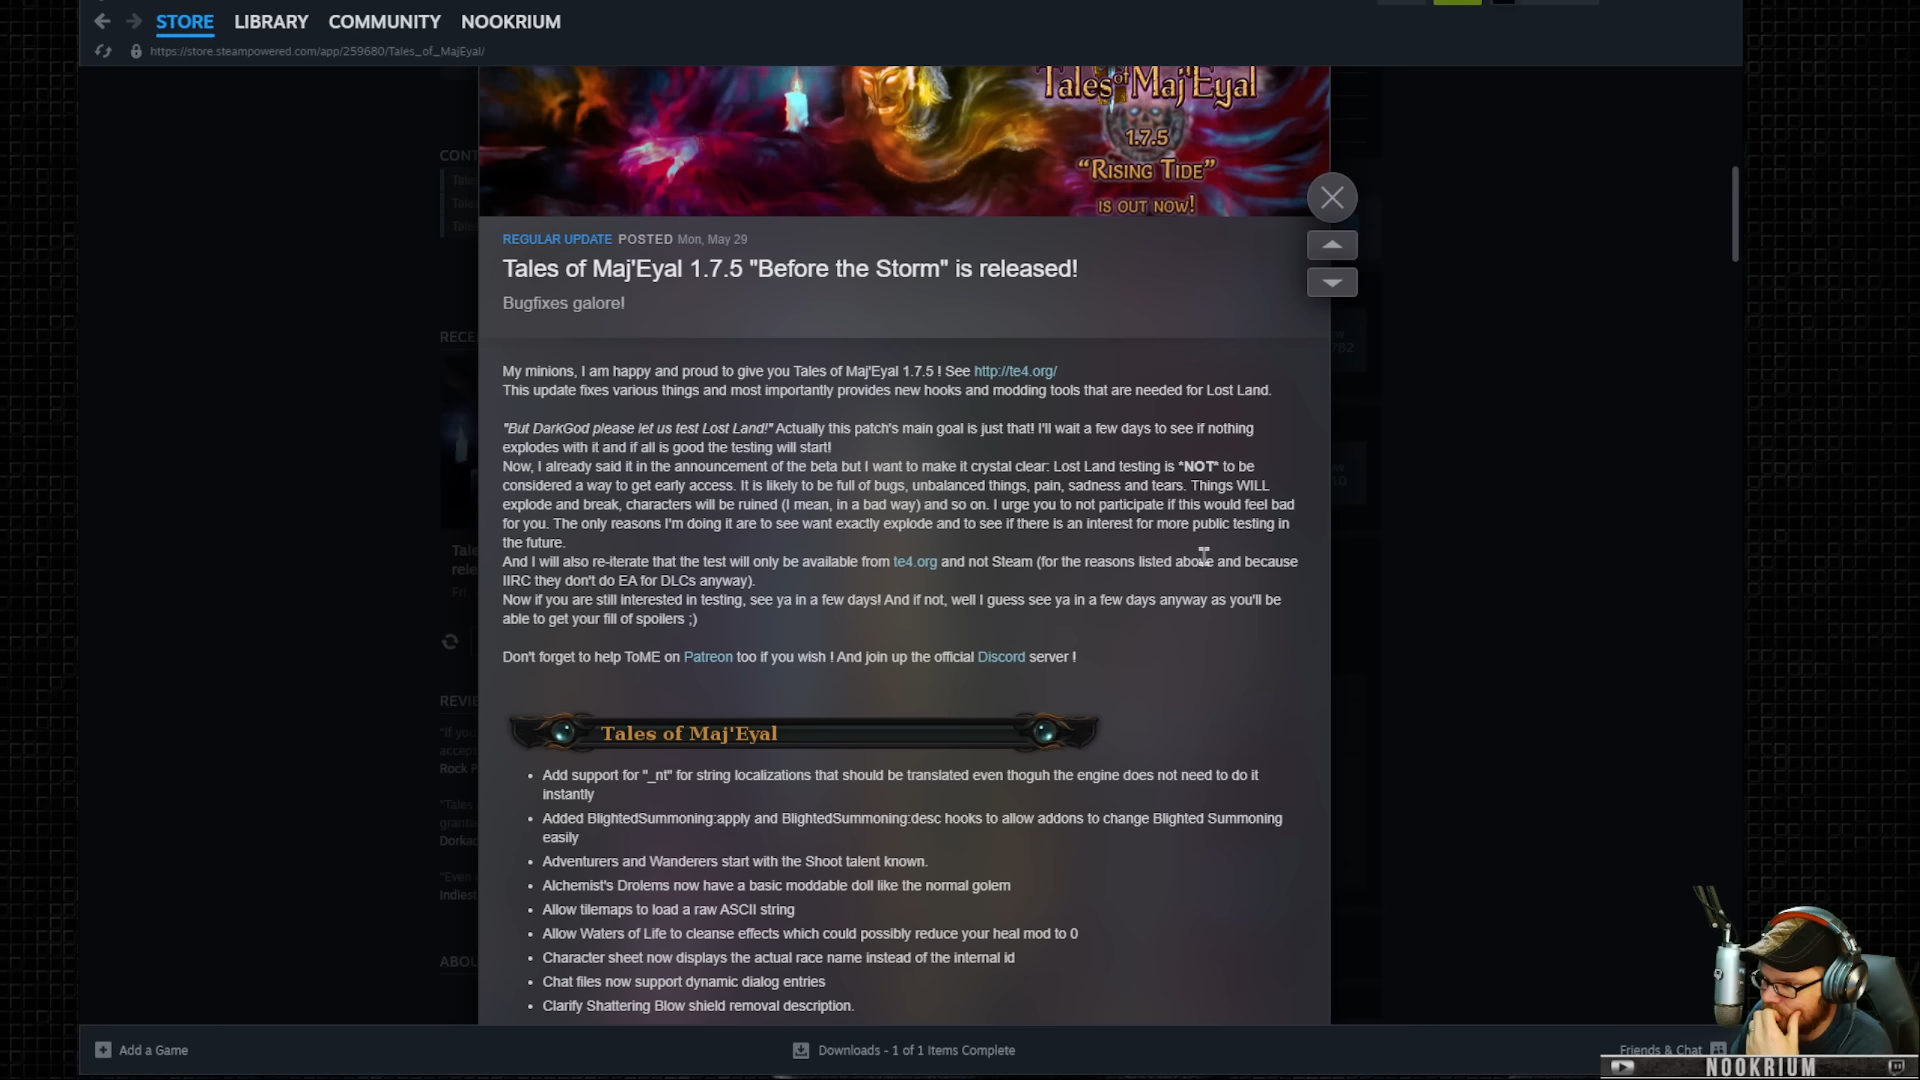 STORE LIBRARY COMMUNITY NOOKRIUM
https://store.steampowered.com/app/259680/Tales_of_MajEyal/
Tales of Maj'Eyal
1.7.5
"RISING TIDE"
IS OUT NOW!
REGULAR UPDATE POSTED Mon, May 29
Tales of Maj'Eyal 1.7.5 "Before the Storm" is released!
Bugfixes galore!
My minions, I am happy and proud to give you Tales of Maj'Eyal 1.7.5 ! See http://te4.org/
This update fixes various things and most importantly provides new hooks and modding tools that are needed for Lost Land.
"But DarkGod please let us test Lost Land!" Actually this patch's main goal is just that! I'll wait a few days to see if nothing
explodes with it and if all is good the testing will start!
Now, I already said it in the announcement of the beta but I want to make it crystal clear: Lost Land testing is *NOT* to be
considered a way to get early access. It is likely to be full of bugs, unbalanced things, pain, sadness and tears. Things WILL
explode and break, characters will be ruined (I mean, in a bad way) and so on. I urge you to not participate if this would feel bad
for you. The only reasons I'm doing it are to see want exactly explode and to see if there is an interest for more public testing in
the future.
And I will also re-iterate that the test will only be available from te4.org and not Steam (for the reasons listed above and because
IIRC they don't do EA for DLCs anyway).
Now if you are still interested in testing, see ya in a few days! And if not, well I guess see ya in a few days anyway as you'll be
able to get your fill of spoilers ;)
Don't forget to help ToME on Patreon too if you wish ! And join up the official Discord server !
Tales of Maj'Eyal
• Add support for "_nt" for string localizations that should be translated even thoguh the engine does not need to do it
instantly
• Added BlightedSummoning:apply and BlightedSummoning:desc hooks to allow addons to change Blighted Summoning
easily
• Adventurers and Wanderers start with the Shoot talent known.
• Alchemist's Drolems now have a basic moddable doll like the normal golem
• Allow tilemaps to load a raw ASCII string
• Allow Waters of Life to cleanse effects which could possibly reduce your heal mod to 0
• Character sheet now displays the actual race name instead of the internal id
• Chat files now support dynamic dialog entries
• Clarify Shattering Blow shield removal description.
CONT
RECE
Tale
rele
Fri
REVIE
"If you
accept
Rock P
"Tales
Dorkad
"Even
Indiest
ABOU
Add a Game
Downloads - 1 of 1 Items Complete
Friends & Chat
NOOKRIUM